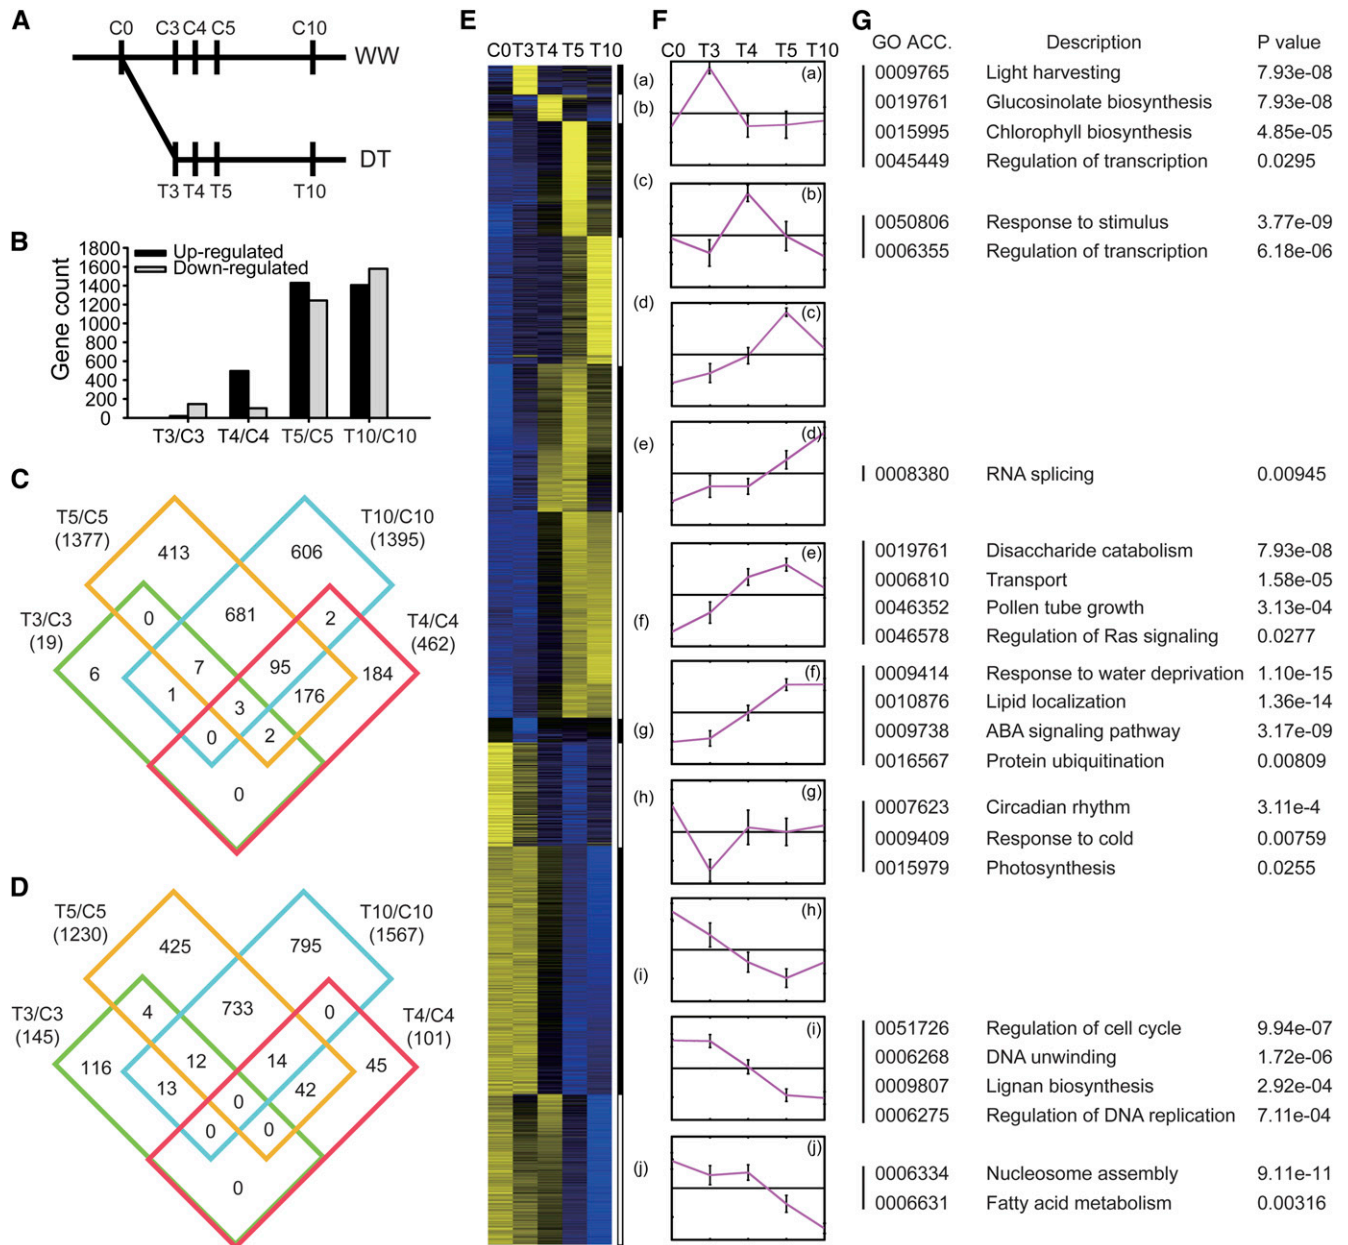 A
C0 C3 C4 C5 C10
WW
DT
T3 T4 T5 T10
B
1800
1600
1400
1200
1000
800
600
400
200
0
Gene count
Up-regulated
Down-regulated
T3/C3 T4/C4 T5/C5 T10/C10
C
T5/C5
(1377)
T10/C10
(1395)
T3/C3
(19)
T4/C4
(462)
413 606
0 681 2
6 7 95 184
1 3 176
0 2
0
D
T5/C5
(1230)
T10/C10
(1567)
T3/C3
(145)
T4/C4
(101)
425 795
4 733 0
116 12 14 45
13 0 42
0 0
0
E
C0 T3 T4 T5 T10
(a)
(b)
(c)
(d)
(e)
(f)
(g)
(h)
(i)
(j)
F
C0 T3 T4 T5 T10
(a)
(b)
(c)
(d)
(e)
(f)
(g)
(h)
(i)
(j)
G
GO ACC. Description P value
0009765 Light harvesting 7.93e-08
0019761 Glucosinolate biosynthesis 7.93e-08
0015995 Chlorophyll biosynthesis 4.85e-05
0045449 Regulation of transcription 0.0295
0050806 Response to stimulus 3.77e-09
0006355 Regulation of transcription 6.18e-06
0008380 RNA splicing 0.00945
0019761 Disaccharide catabolism 7.93e-08
0006810 Transport 1.58e-05
0046352 Pollen tube growth 3.13e-04
0046578 Regulation of Ras signaling 0.0277
0009414 Response to water deprivation 1.10e-15
0010876 Lipid localization 1.36e-14
0009738 ABA signaling pathway 3.17e-09
0016567 Protein ubiquitination 0.00809
0007623 Circadian rhythm 3.11e-4
0009409 Response to cold 0.00759
0015979 Photosynthesis 0.0255
0051726 Regulation of cell cycle 9.94e-07
0006268 DNA unwinding 1.72e-06
0009807 Lignan biosynthesis 2.92e-04
0006275 Regulation of DNA replication 7.11e-04
0006334 Nucleosome assembly 9.11e-11
0006631 Fatty acid metabolism 0.00316